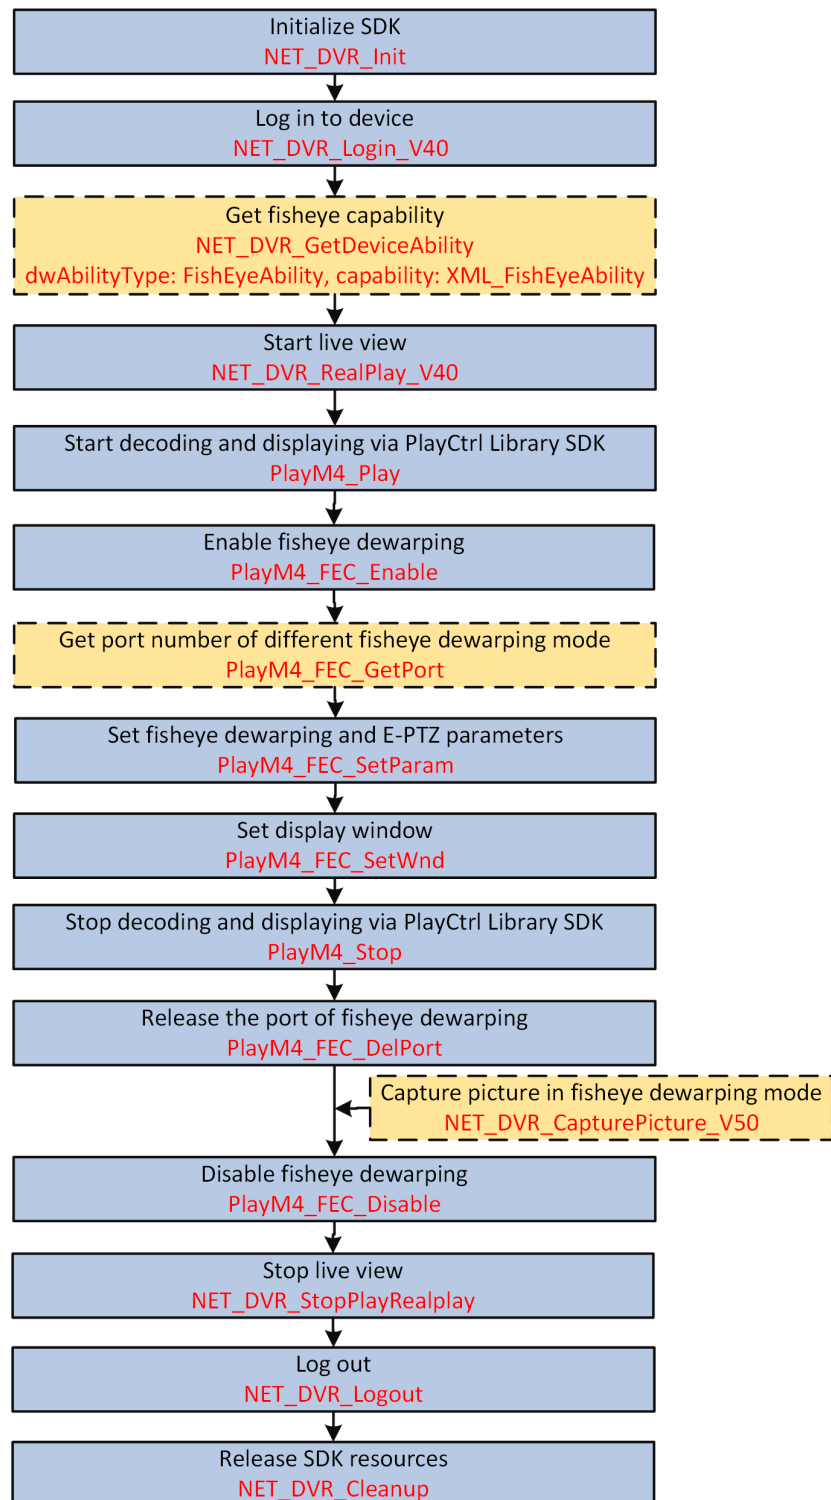 Initialize SDK
NET_DVR_Init
Log in to device
NET_DVR_Login_V40
Get fisheye capability
NET_DVR_GetDeviceAbility
dwAbilityType: FishEyeAbility, capability: XML_FishEyeAbility
Start live view
NET_DVR_RealPlay_V40
Start decoding and displaying via PlayCtrl Library SDK
PlayM4_Play
Enable fisheye dewarping
PlayM4_FEC_Enable
Get port number of different fisheye dewarping mode
PlayM4_FEC_GetPort
Set fisheye dewarping and E-PTZ parameters
PlayM4_FEC_SetParam
Set display window
PlayM4_FEC_SetWnd
Stop decoding and displaying via PlayCtrl Library SDK
PlayM4_Stop
Release the port of fisheye dewarping
PlayM4_FEC_DelPort
Capture picture in fisheye dewarping mode
NET_DVR_CapturePicture_V50
Disable fisheye dewarping
PlayM4_FEC_Disable
Stop live view
NET_DVR_StopPlayRealplay
Log out
NET_DVR_Logout
Release SDK resources
NET_DVR_Cleanup